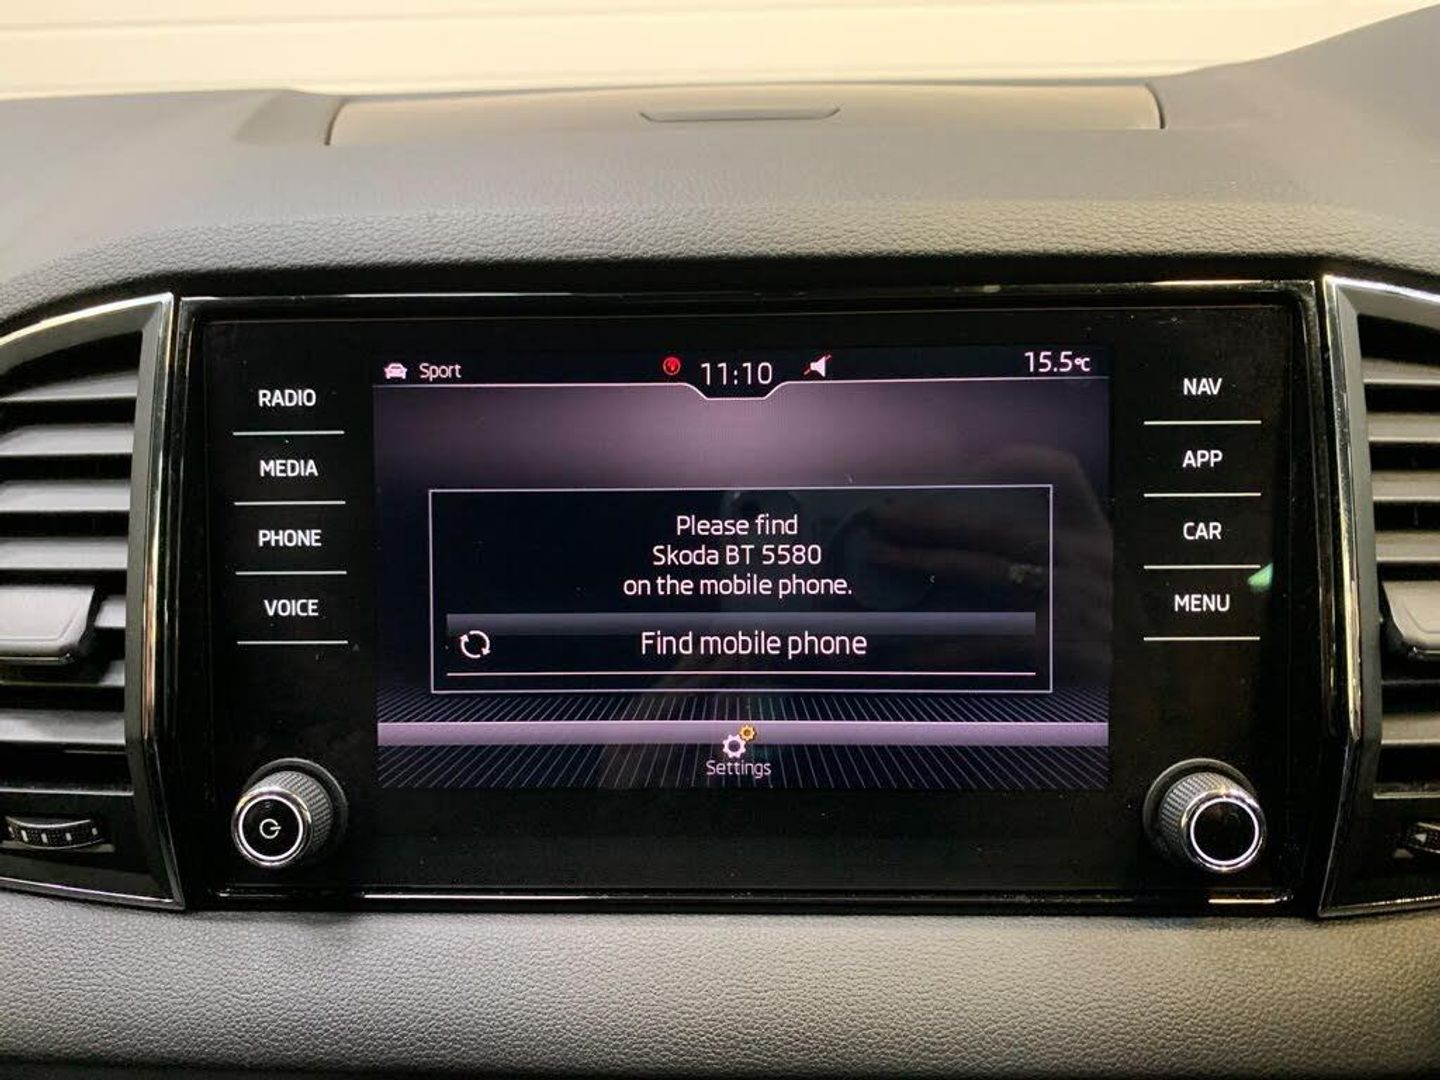 Sport
11:10
15.5°C
RADIO
MEDIA
PHONE
VOICE
NAV
APP
CAR
MENU
Please find
Skoda BT 5580
on the mobile phone.
Find mobile phone
Settings